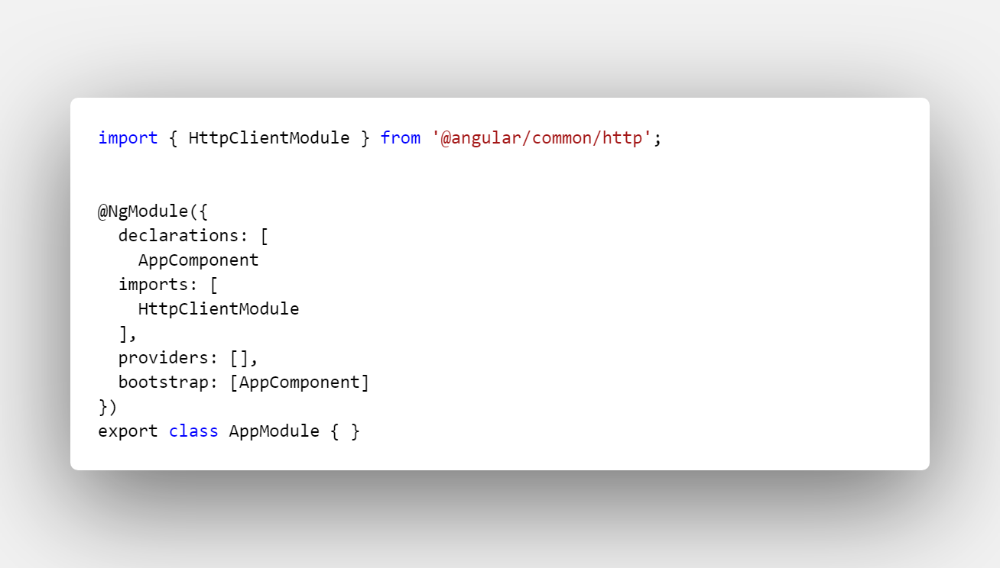 import { HttpClientModule } from '@angular/common/http';
@NgModule({
  declarations: [
    AppComponent
  imports: [
    HttpClientModule
  ],
  providers: [],
  bootstrap: [AppComponent]
})
export class AppModule { }